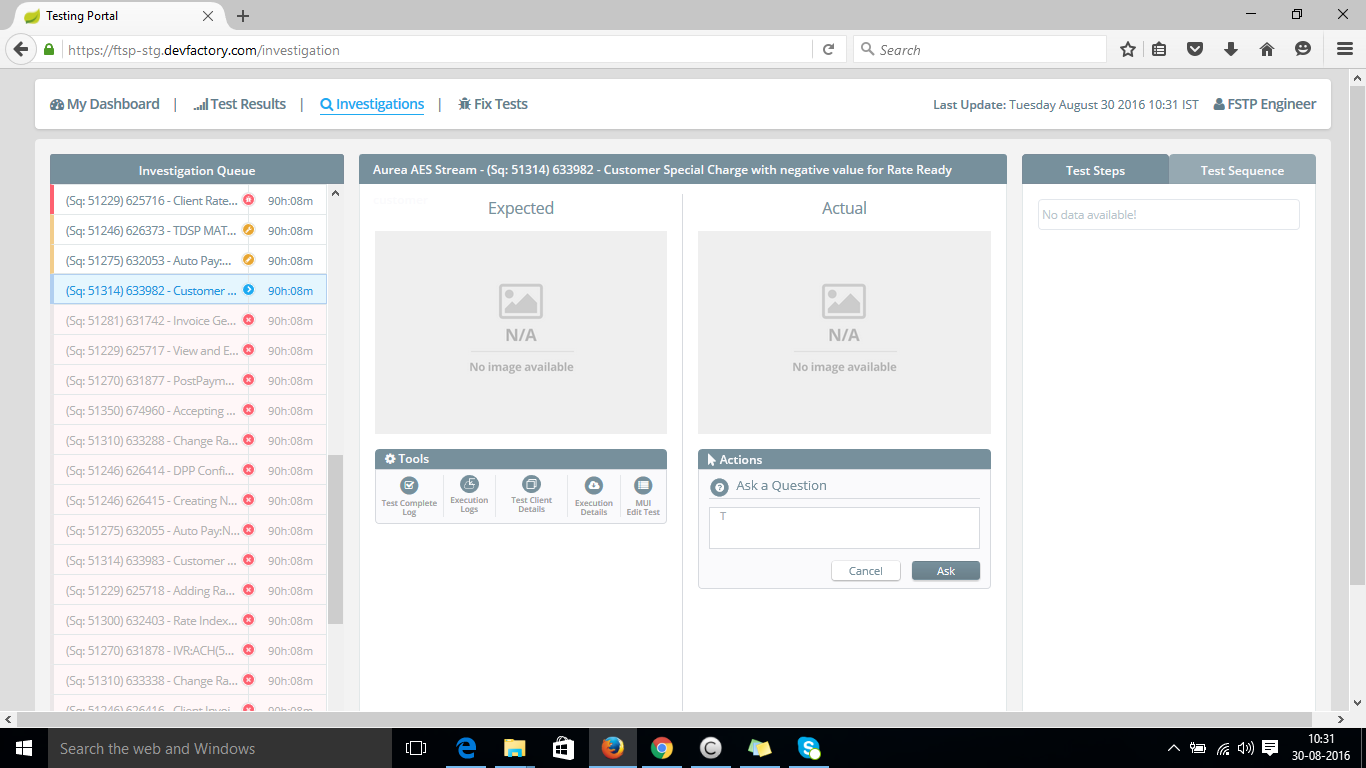 Testing Portal
https://ftsp-stg.devfactory.com/investigation
Search
My Dashboard | Test Results | Investigations | Fix Tests
Last Update: Tuesday August 30 2016 10:31 IST
FSTP Engineer
Investigation Queue
(Sq: 51229) 625716 - Client Rate... 90h:08m
(Sq: 51246) 626373 - TDSP MAT... 90h:08m
(Sq: 51275) 632053 - Auto Pay:... 90h:08m
(Sq: 51314) 633982 - Customer ... 90h:08m
(Sq: 51281) 631742 - Invoice Ge... 90h:08m
(Sq: 51229) 625717 - View and E... 90h:08m
(Sq: 51270) 631877 - PostPaym... 90h:08m
(Sq: 51350) 674960 - Accepting ... 90h:08m
(Sq: 51310) 633288 - Change Ra... 90h:08m
(Sq: 51246) 626414 - DPP Confi... 90h:08m
(Sq: 51246) 626415 - Creating N... 90h:08m
(Sq: 51275) 632055 - Auto Pay:N... 90h:08m
(Sq: 51314) 633983 - Customer ... 90h:08m
(Sq: 51229) 625718 - Adding Ra... 90h:08m
(Sq: 51300) 632403 - Rate Index... 90h:08m
(Sq: 51270) 631878 - IVR:ACH(5... 90h:08m
(Sq: 51310) 633338 - Change Ra... 90h:08m
(Sq: 51246) 626416 - Client Invoi... 90h:08m
Aurea AES Stream - (Sq: 51314) 633982 - Customer Special Charge with negative value for Rate Ready
Expected
N/A
No image available
Actual
N/A
No image available
Tools
Test Complete
Log
Execution
Logs
Test Client
Details
Execution
Details
MUI
Edit Test
Actions
Ask a Question
T
Cancel
Ask
Test Steps
Test Sequence
No data available!
Search the web and Windows
10:31
30-08-2016